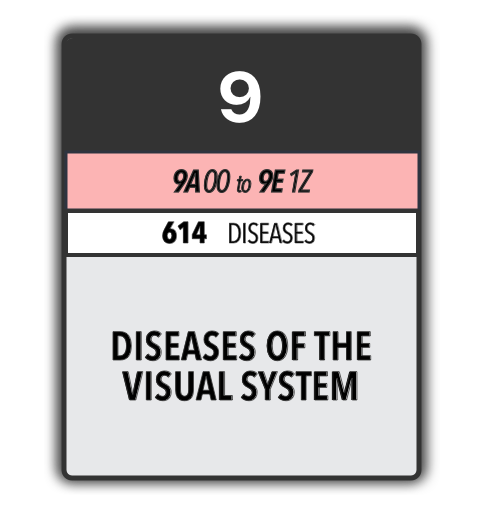 9
9A00 to 9E1Z
614 DISEASES
DISEASES OF THE
VISUAL SYSTEM